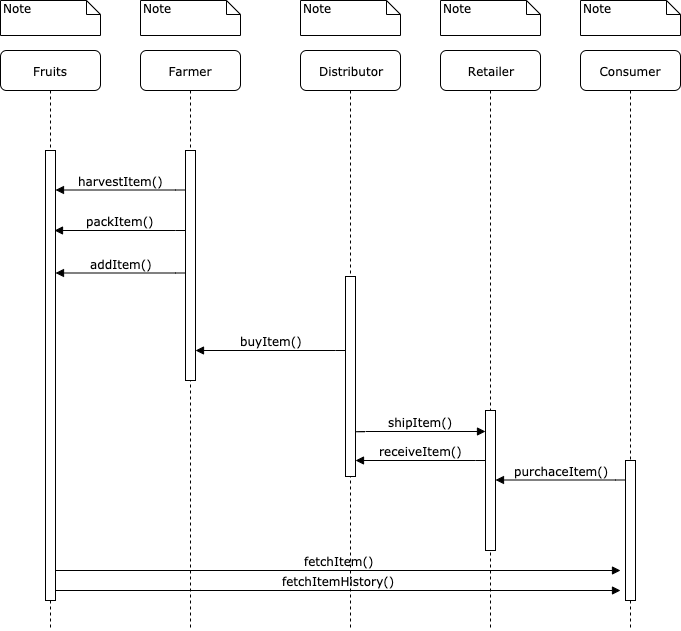 Note
Note
Note
Note
Note
Fruits
Farmer
Distributor
Retailer
Consumer
harvestItem()
packItem()
addItem()
buyItem()
shipItem()
receiveItem()
purchaceItem()
fetchItem()
fetchItemHistory()